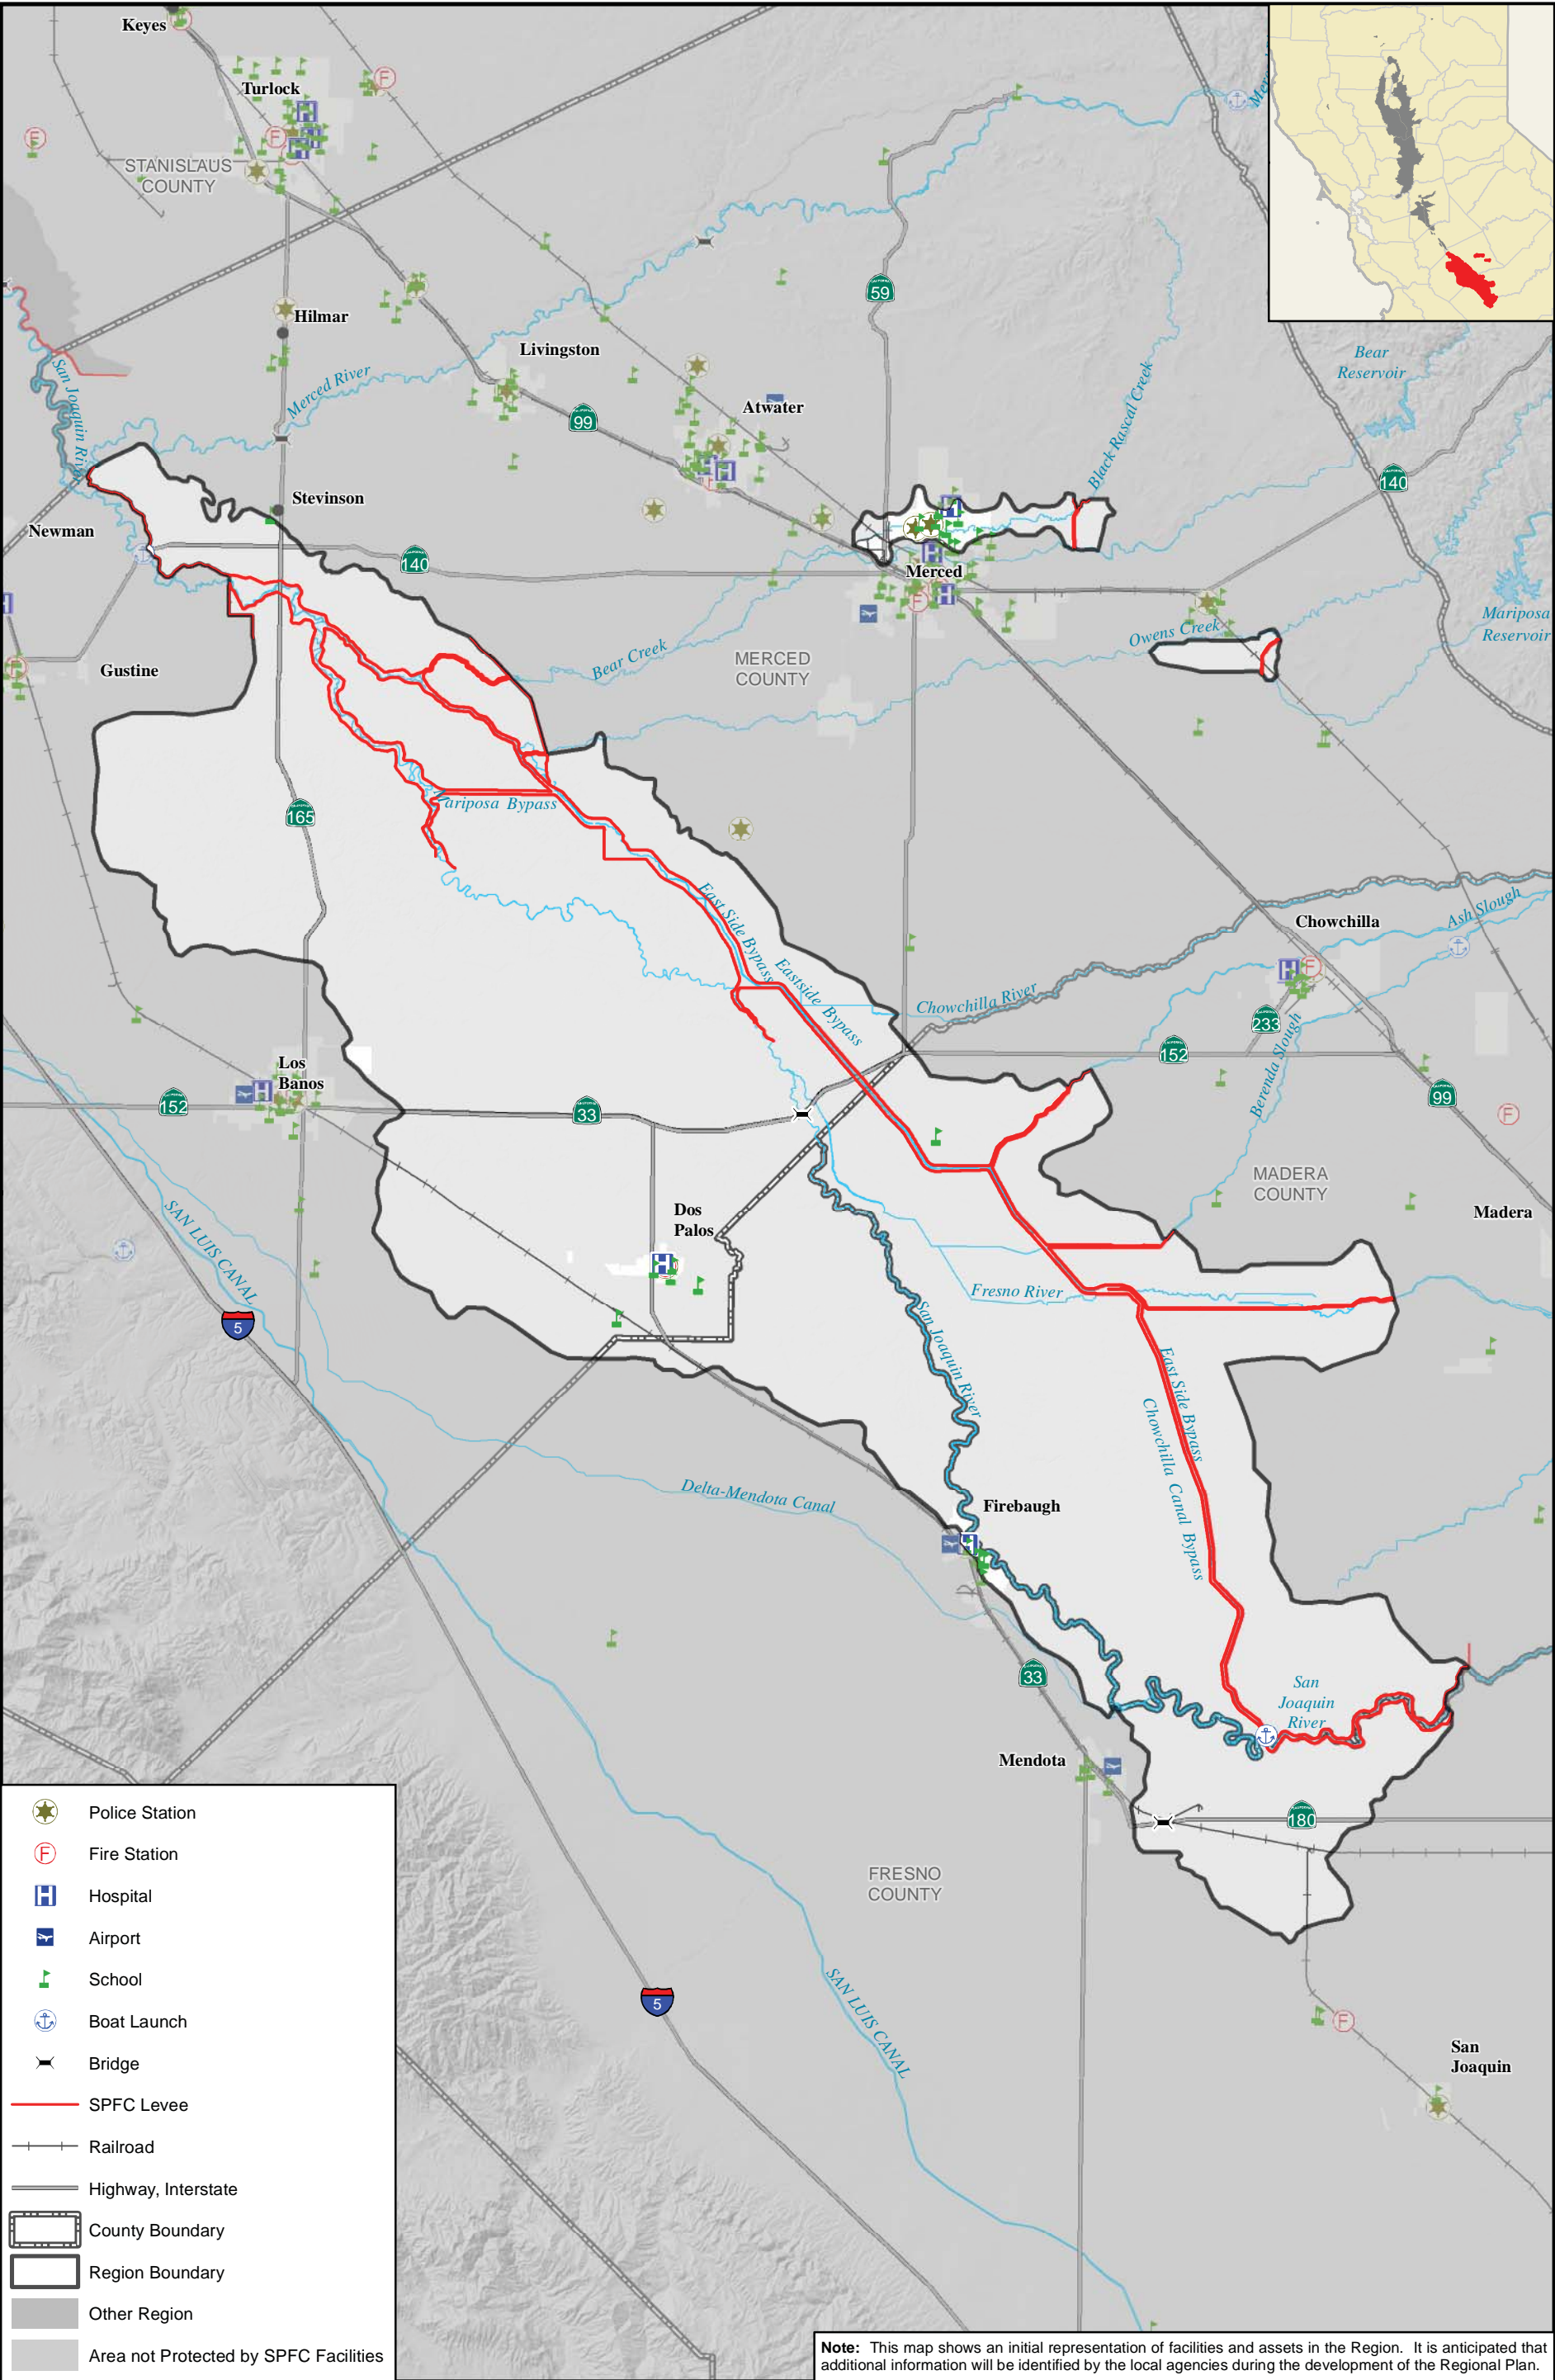 Keyes
Turlock
STANISLAUS
COUNTY
Hilmar
Livingston
59
Merced River
San Joaquin River
99
Atwater
Black Rascal Creek
Bear
Reservoir
140
Stevinson
Newman
140
Merced
Mariposa
Reservoir
Owens Creek
Bear Creek
MERCED
COUNTY
Gustine
165
Mariposa Bypass
East Side Bypass
Eastside Bypass
Chowchilla
Ash Slough
Chowchilla River
233
152
Berenda Slough
99
Los
Banos
152
33
MADERA
COUNTY
Madera
Dos
Palos
SAN LUIS CANAL
5
Fresno River
San Joaquin River
East Side Bypass
Chowchilla Canal Bypass
Delta-Mendota Canal
Firebaugh
33
San
Joaquin
River
Mendota
180
FRESNO
COUNTY
5
SAN LUIS CANAL
San
Joaquin
Police Station
F
Fire Station
H
Hospital
Airport
School
Boat Launch
Bridge
SPFC Levee
Railroad
Highway, Interstate
County Boundary
Region Boundary
Other Region
Area not Protected by SPFC Facilities
Note: This map shows an initial representation of facilities and assets in the Region. It is anticipated that
additional information will be identified by the local agencies during the development of the Regional Plan.